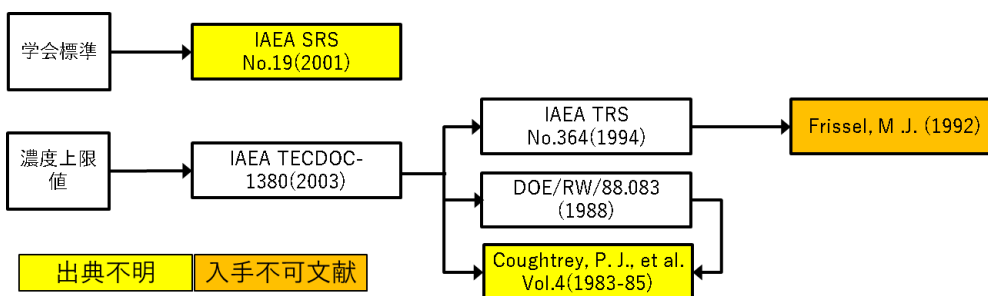 学会標準
IAEA SRS
No.19(2001)
IAEA TRS
No.364(1994)
Frissel, M .J. (1992)
濃度上限
値
IAEA TECDOC-
1380(2003)
DOE/RW/88.083
(1988)
Coughtrey, P. J., et al.
Vol.4(1983-85)
出典不明
入手不可文献